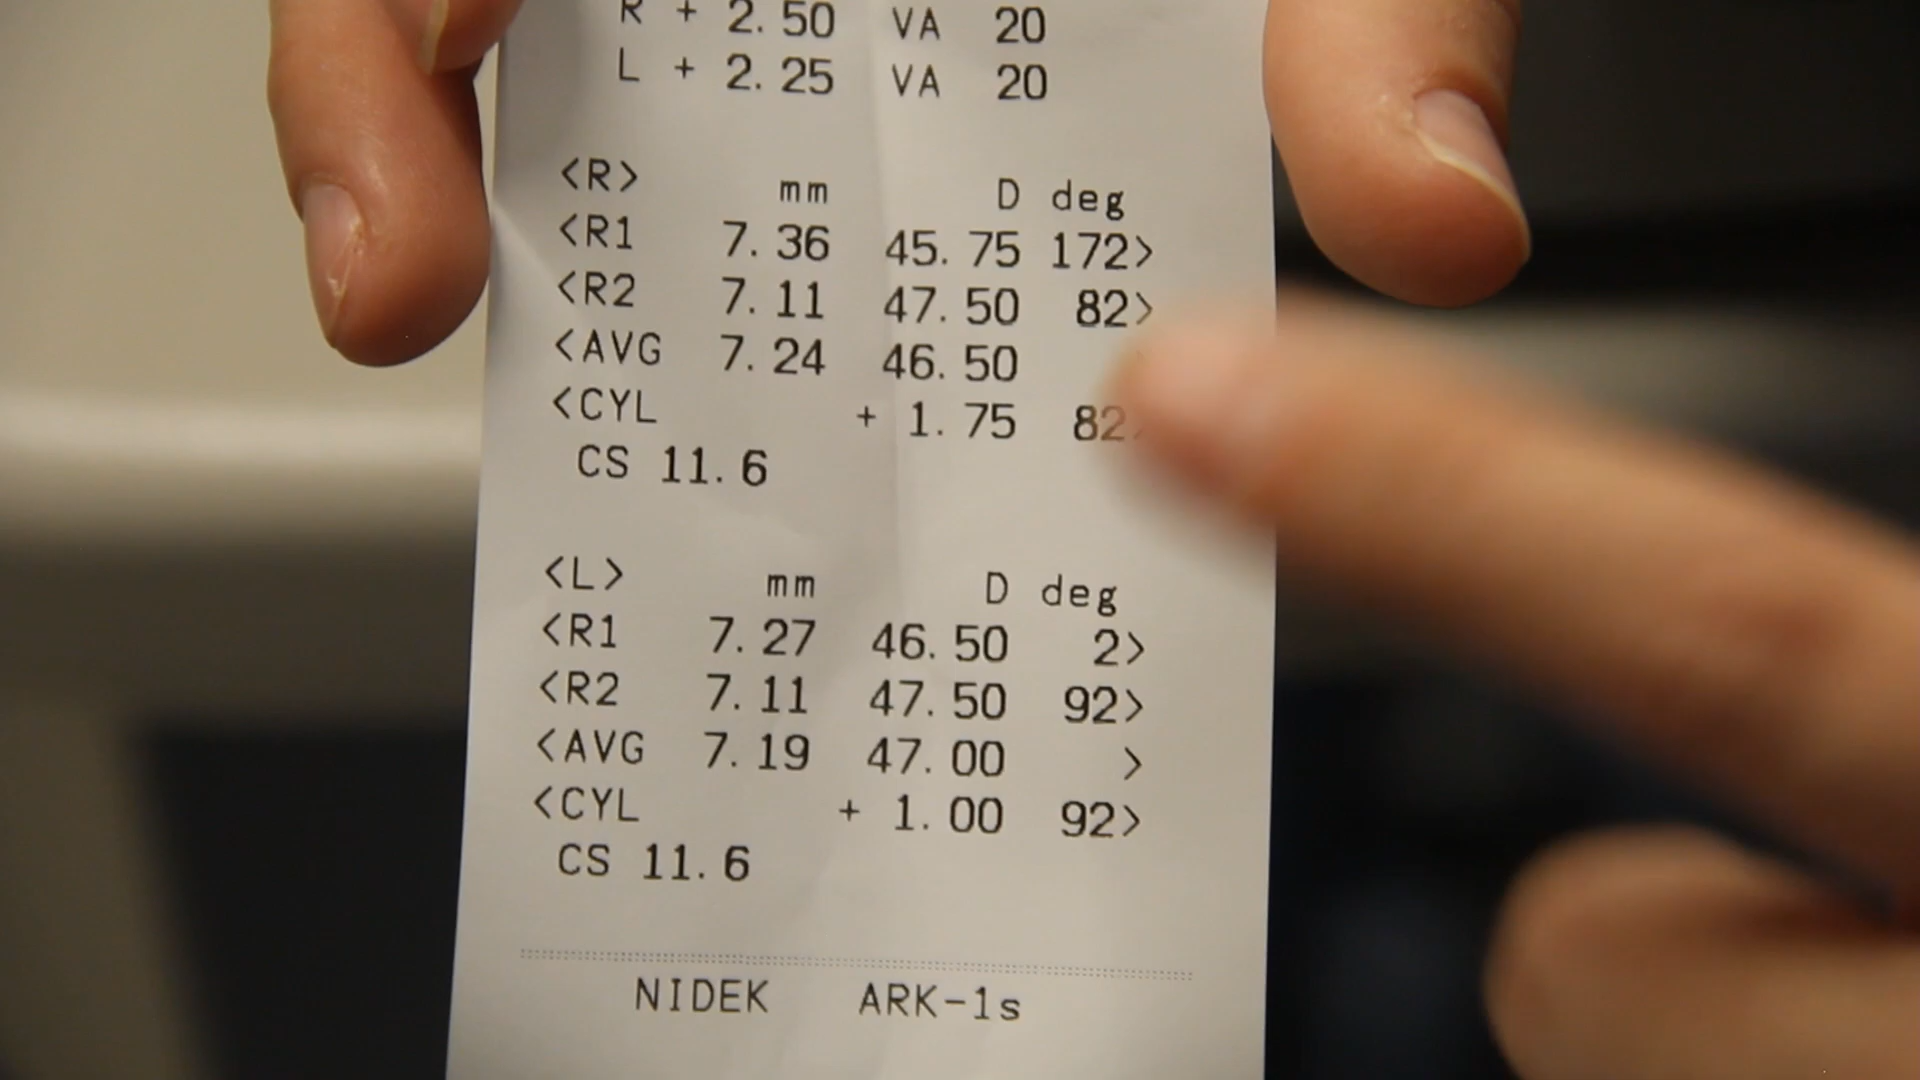 R + 2.50 VA 20
L + 2.25 VA 20
<R> mm D deg
<R1 7.36 45.75 172>
<R2 7.11 47.50 82>
<AVG 7.24 46.50
<CYL + 1.75 82>
CS 11.6
<L> mm D deg
<R1 7.27 46.50 2>
<R2 7.11 47.50 92>
<AVG 7.19 47.00 >
<CYL + 1.00 92>
CS 11.6
NIDEK ARK-1s